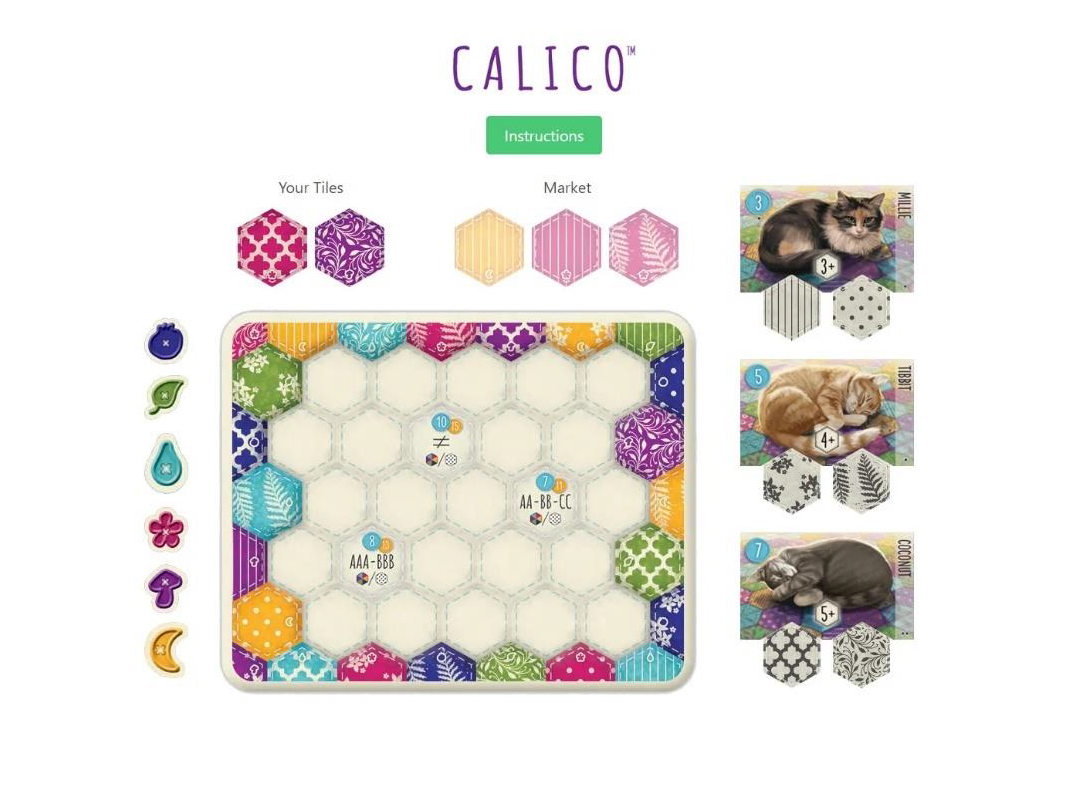 CALICO™
Instructions
Your Tiles
Market
3
MILLIE
3+
5
TIBBIT
4+
7
COCONUT
5+
10 15
≠
/
7 11
AA-BB-CC
/
8
AAA-BBB
/